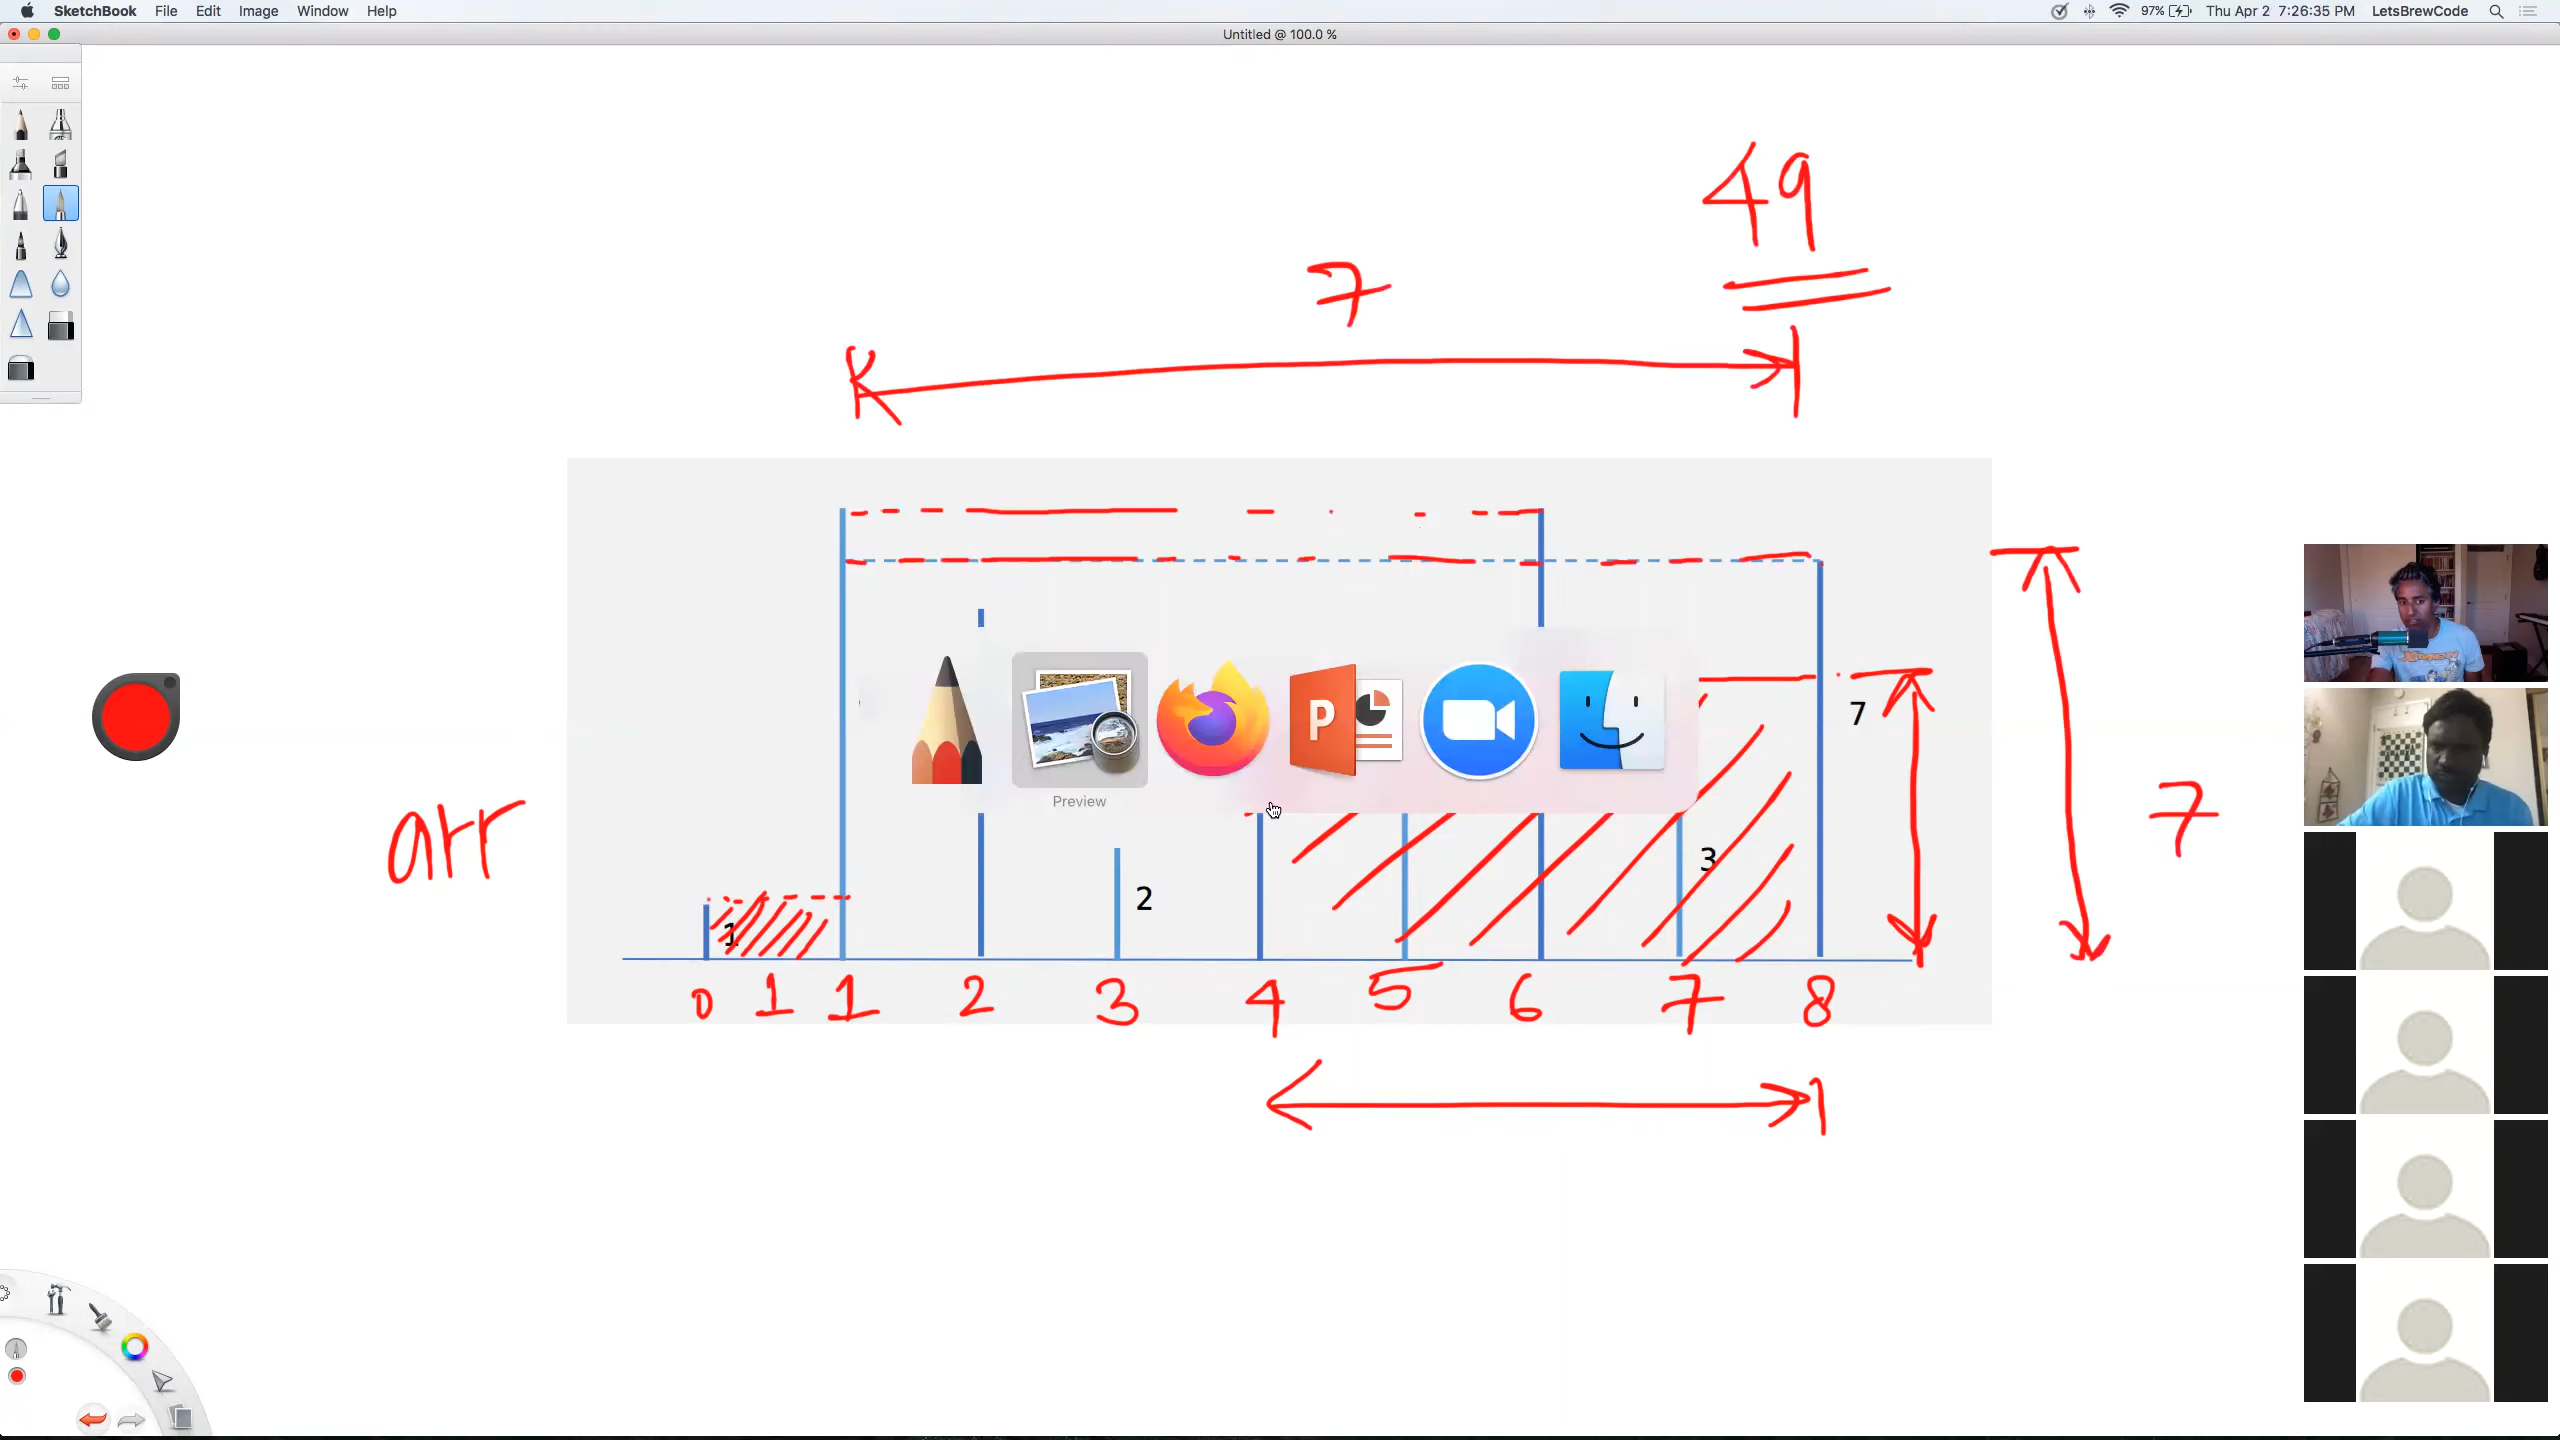 SketchBook File Edit Image Window Help 97% Thu Apr 2 7:26:35 PM LetsBrewCode
Untitled @ 100.0 %
49
7
7
Preview
P
arr
7
3
2
1
0 1 1 2 3 4 5 6 7 8